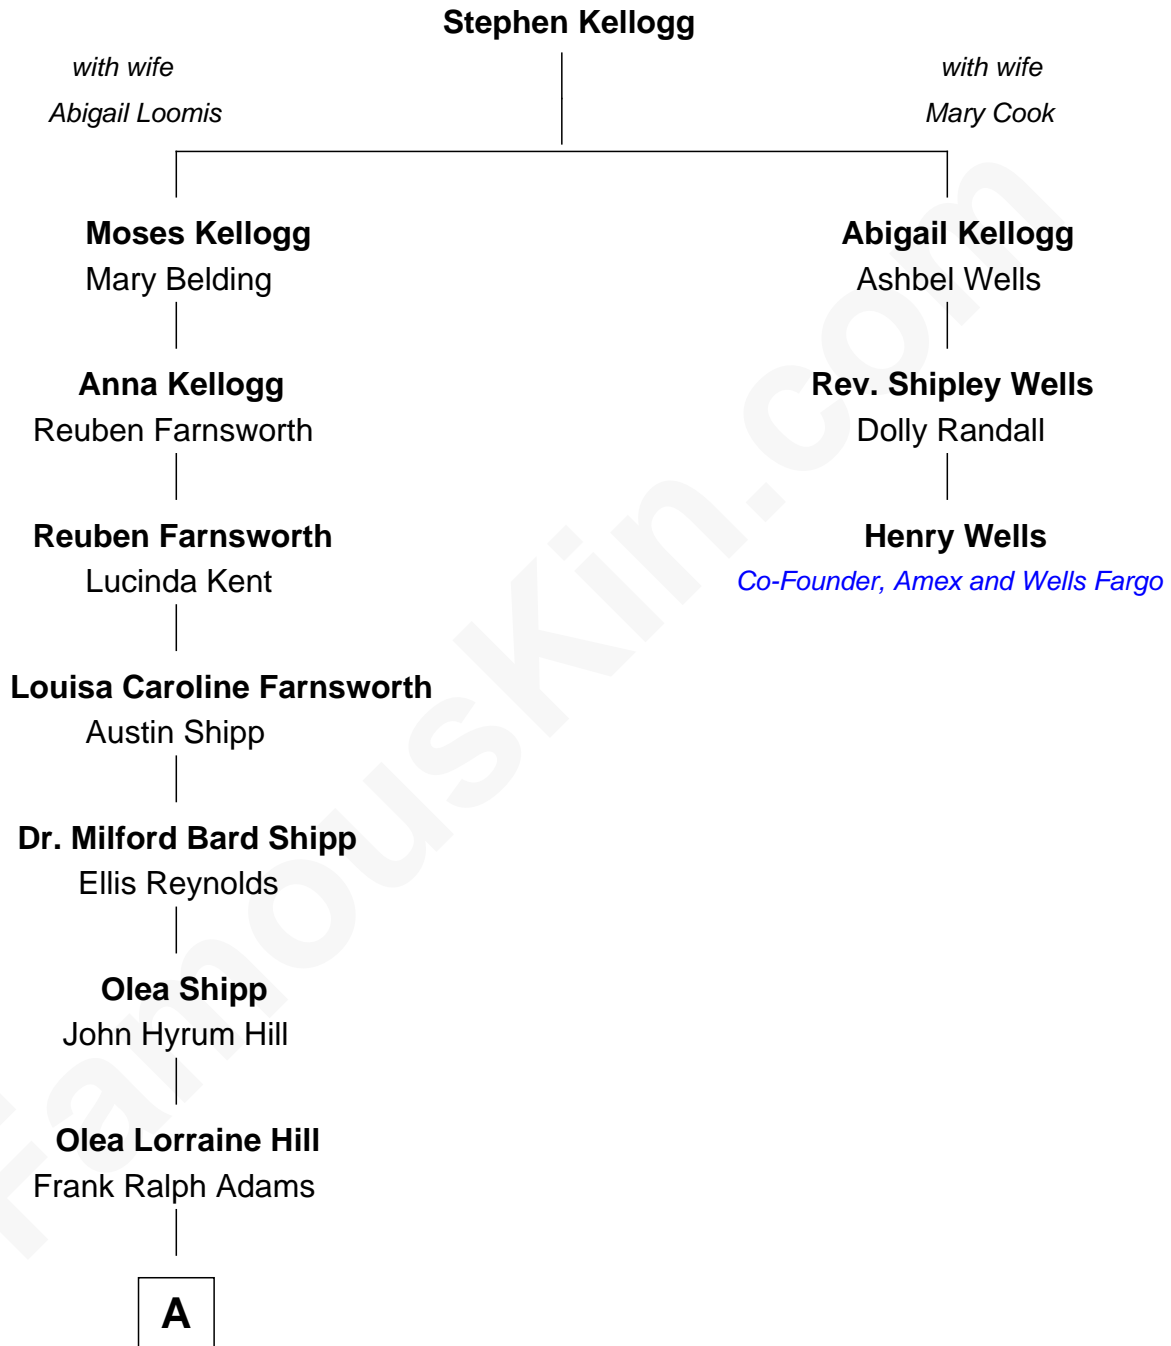 Stephen Kellogg
with wife
Abigail Loomis
with wife
Mary Cook
Moses Kellogg
Mary Belding
Abigail Kellogg
Ashbel Wells
Anna Kellogg
Reuben Farnsworth
Rev. Shipley Wells
Dolly Randall
Reuben Farnsworth
Lucinda Kent
Henry Wells
Co-Founder, Amex and Wells Fargo
Louisa Caroline Farnsworth
Austin Shipp
Dr. Milford Bard Shipp
Ellis Reynolds
Olea Shipp
John Hyrum Hill
Olea Lorraine Hill
Frank Ralph Adams
A
FamousKin.com